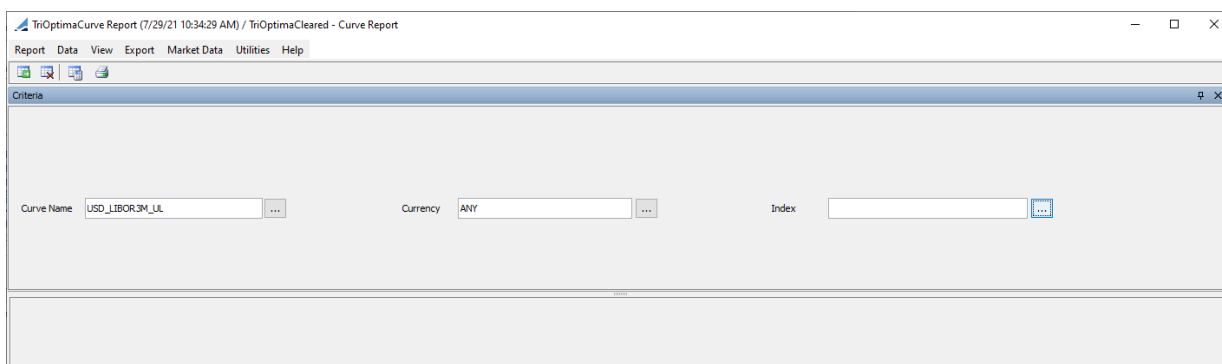 TriOptimaCurve Report (7/29/21 10:34:29 AM) / TriOptimaCleared - Curve Report
Report Data View Export Market Data Utilities Help
Criteria
Curve Name USD_LIBOR3M_UL ... Currency ANY ... Index ...